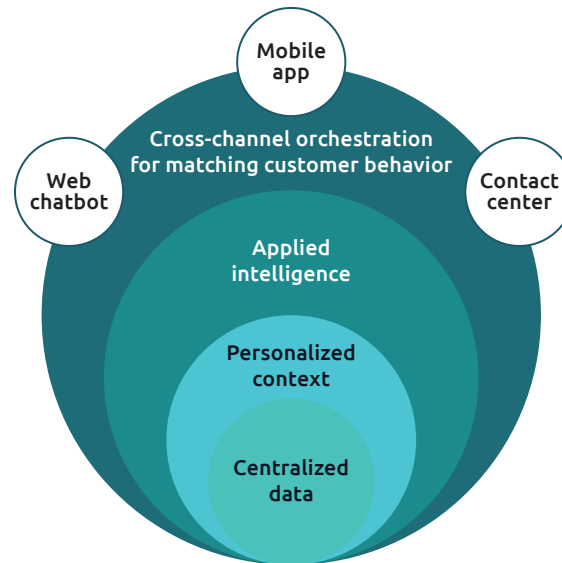 Mobile
app
Cross-channel orchestration
for matching customer behavior
Web
chatbot
Contact
center
Applied
intelligence
Personalized
context
Centralized
data